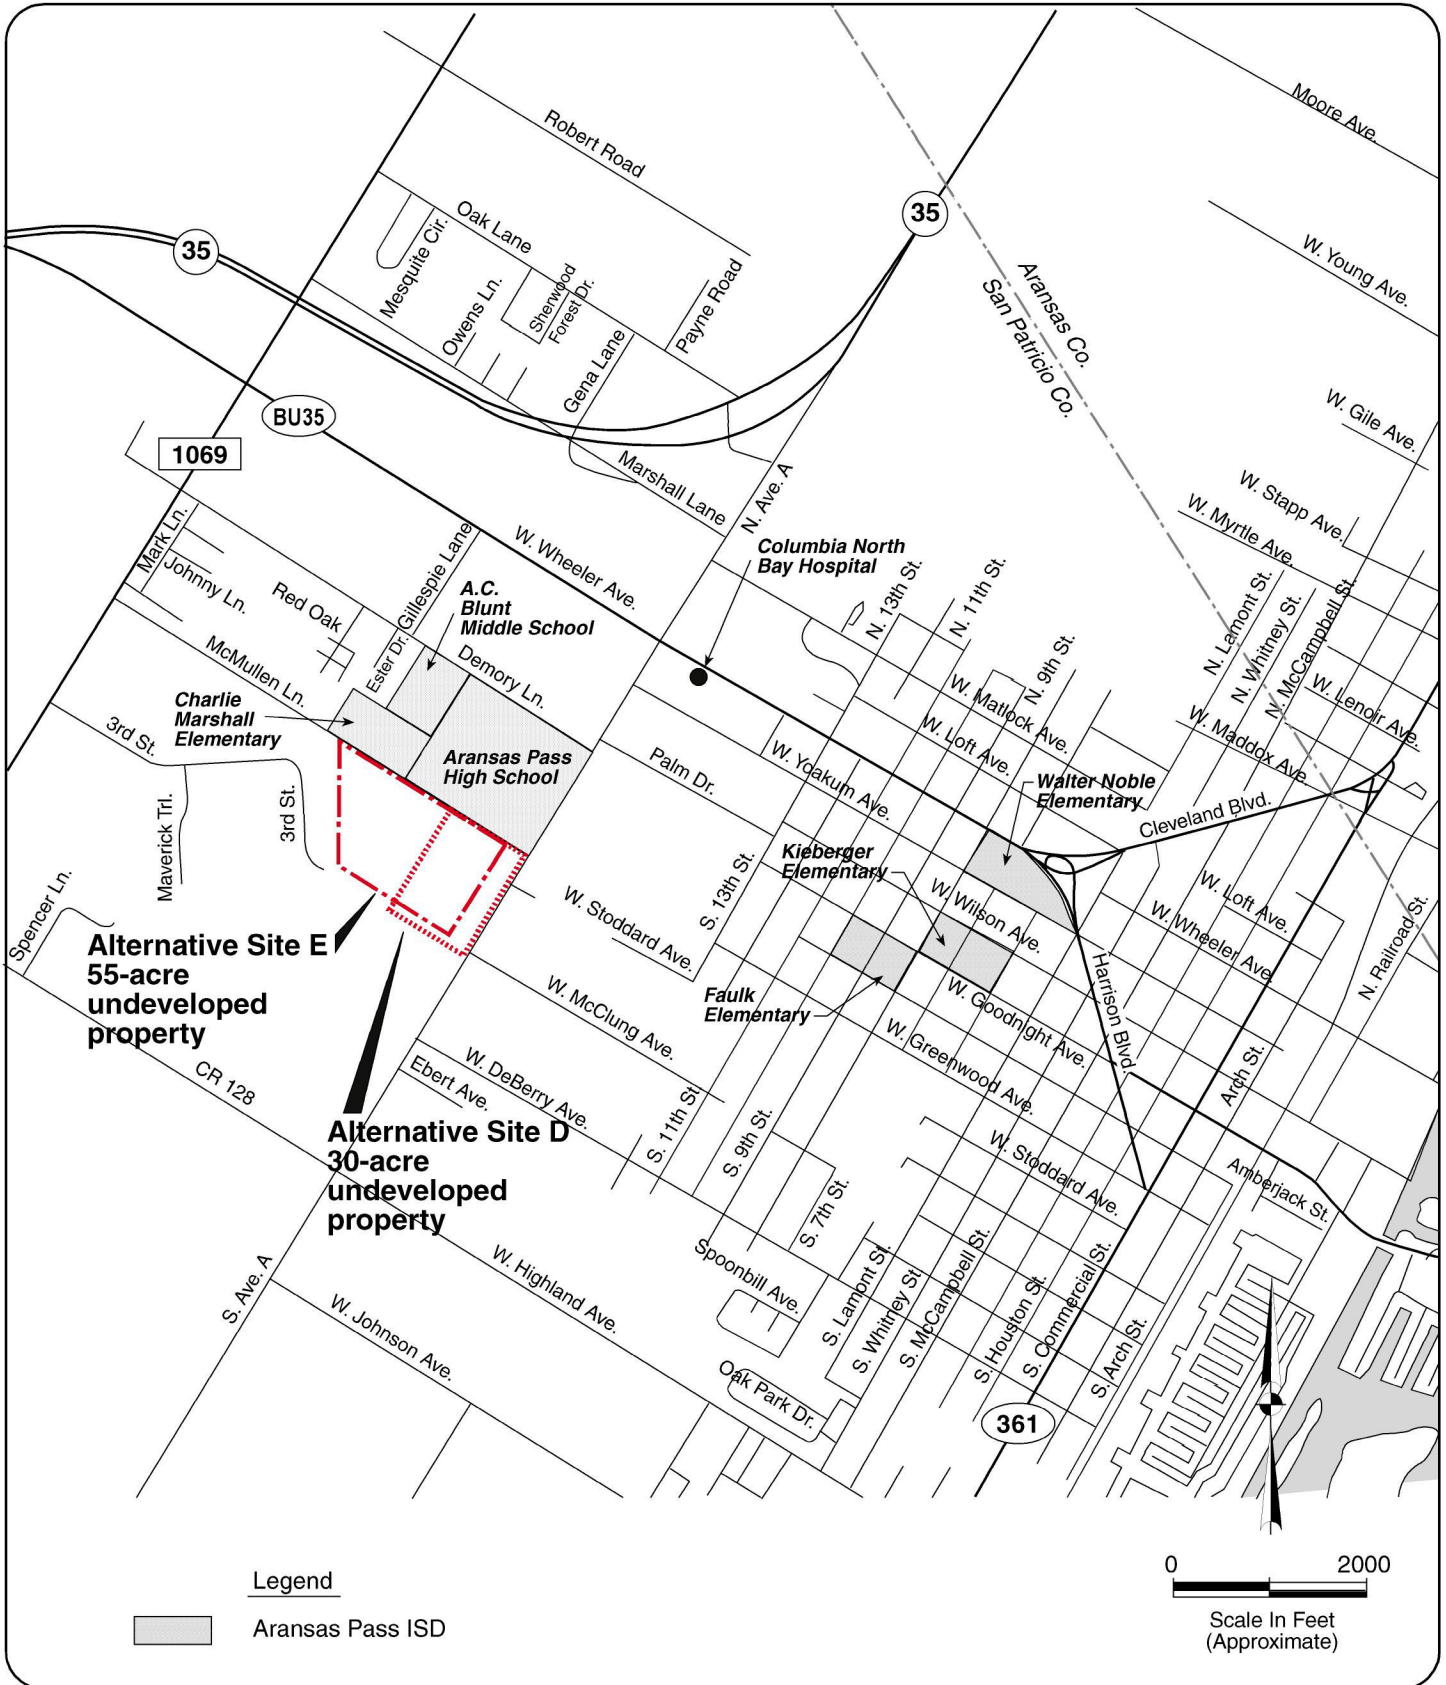 Moore Ave.
Robert Road
35
Oak Lane
Mesquite Cir.
35
W. Young Ave.
Aransas Co.
San Patricio Co.
Sherwood
Forest Dr.
Owens Ln.
Payne Road
Gena Lane
BU35
W. Gile Ave.
1069
Marshall Lane
N. Ave. A
W. Stapp Ave.
W. Myrtle Ave.
Mark Ln.
Johnny Ln.
Gillespie Lane
W. Wheeler Ave.
Columbia North
Bay Hospital
N. 13th St.
N. 11th St.
Red Oak
A.C.
Blunt
Middle School
N. Lamont St.
N. Whitney St.
N. McCampbell St.
McMullen Ln.
Ester Dr.
Demory Ln.
N. 9th St.
W. Lenoir Ave.
Charlie
Marshall
Elementary
3rd St.
W. Matlock Ave.
W. Loft Ave.
W. Maddox Ave.
Aransas Pass
High School
Palm Dr.
W. Yoakum Ave.
Walter Noble
Elementary
Cleveland Blvd.
Maverick Trl.
3rd St.
Kieberger
Elementary
S. 13th St.
W. Wilson Ave.
W. Loft Ave.
W. Wheeler Ave.
Spencer Ln.
W. Stoddard Ave.
N. Railroad St.
Alternative Site E
55-acre
undeveloped
property
Harrison Blvd.
Faulk
Elementary
W. Goodnight Ave.
W. McClung Ave.
W. Greenwood Ave.
Arch St.
CR 128
W. DeBerry Ave.
Ebert Ave.
S. 11th St.
S. 9th St.
Alternative Site D
30-acre
undeveloped
property
W. Stoddard Ave.
Amberjack St.
S. 7th St.
S. Ave. A
W. Highland Ave.
Spoonbill Ave.
W. Johnson Ave.
S. Lamont St.
S. Whitney St.
S. McCampbell St.
S. Houston St.
S. Commercial St.
S. Arch St.
Oak Park Dr.
361
Legend
Aransas Pass ISD
0 2000
Scale In Feet
(Approximate)